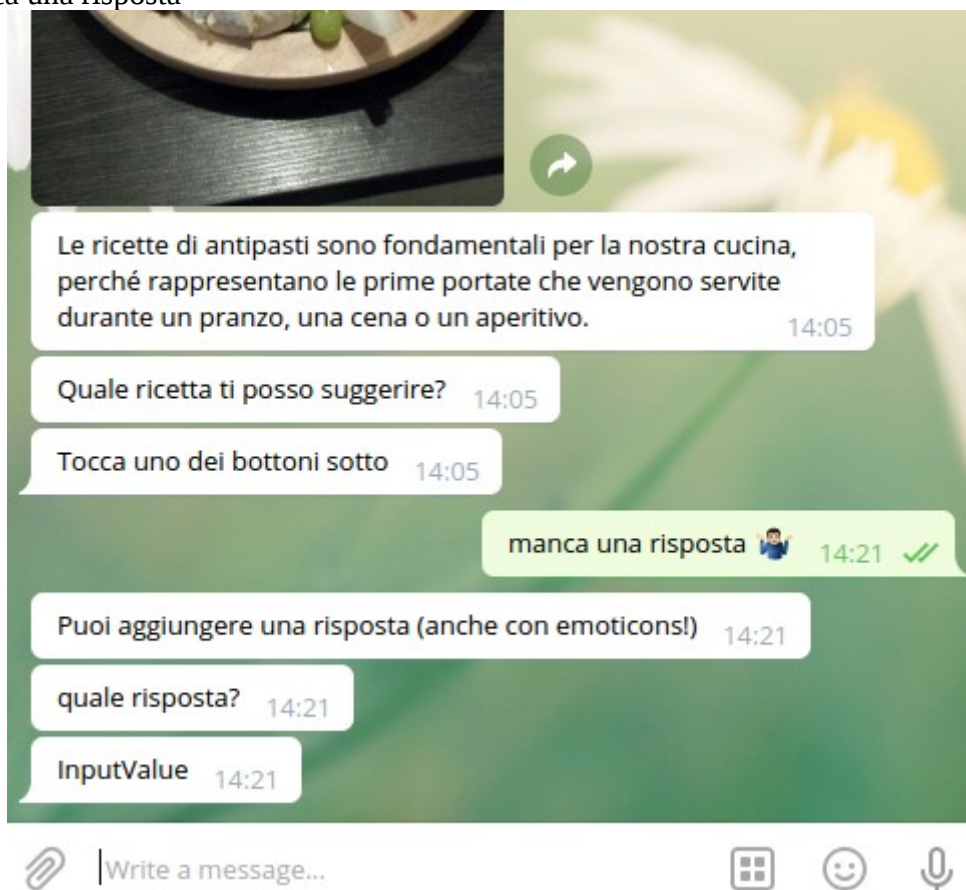 una risposta
Le ricette di antipasti sono fondamentali per la nostra cucina,
perché rappresentano le prime portate che vengono servite
durante un pranzo, una cena o un aperitivo. 14:05
Quale ricetta ti posso suggerire? 14:05
Tocca uno dei bottoni sotto 14:05
manca una risposta 🤷🏻‍♂️ 14:21
Puoi aggiungere una risposta (anche con emoticons!) 14:21
quale risposta? 14:21
InputValue 14:21
Write a message...